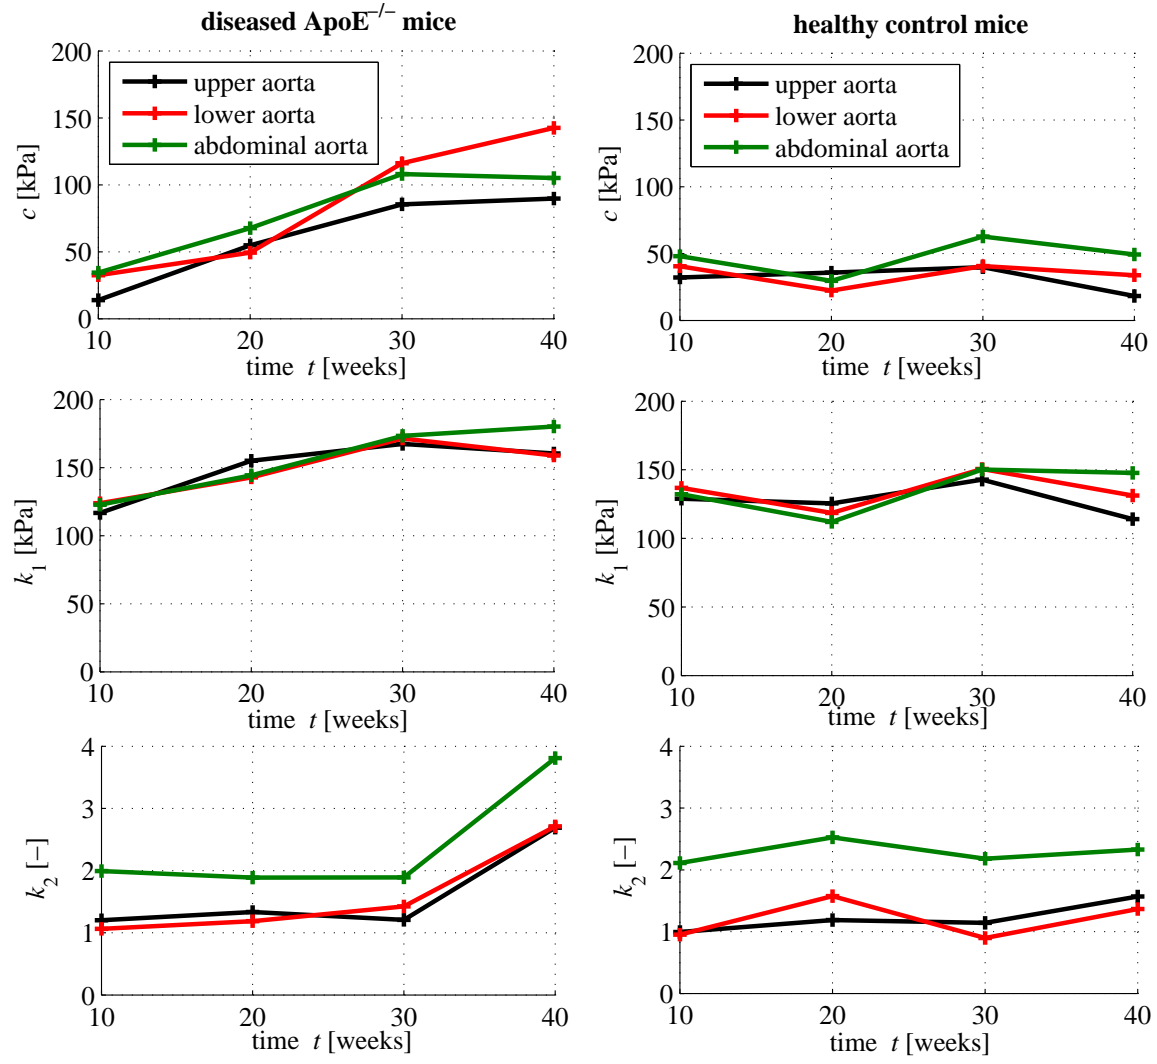 diseased ApoE−/− mice
200
150
100
50
0
c [kPa]
upper aorta
lower aorta
abdominal aorta
10 20 30 40
time t [weeks]
healthy control mice
200
150
100
50
0
c [kPa]
upper aorta
lower aorta
abdominal aorta
10 20 30 40
time t [weeks]
200
150
100
50
0
k1 [kPa]
10 20 30 40
time t [weeks]
200
150
100
50
0
k1 [kPa]
10 20 30 40
time t [weeks]
4
3
2
1
0
k2 [−]
10 20 30 40
time t [weeks]
4
3
2
1
0
k2 [−]
10 20 30 40
time t [weeks]